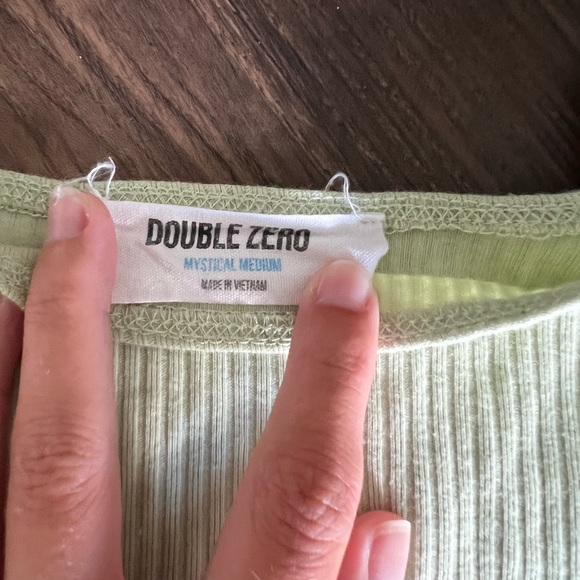 DOUBLE ZERO
MYSTICAL MEDIUM
MADE IN VIETNAM